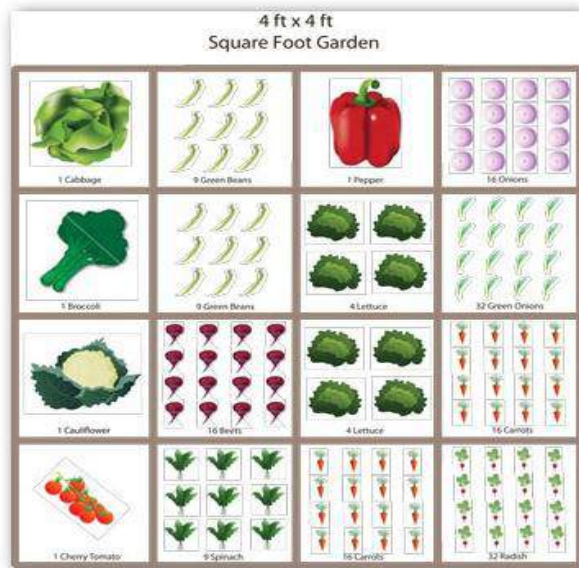 4 ft x 4 ft
Square Foot Garden
1 Cabbage
9 Green Beans
1 Pepper
16 Onions
1 Broccoli
9 Green Beans
4 Lettuce
32 Green Onions
1 Cauliflower
16 Beets
4 Lettuce
16 Carrots
1 Cherry Tomato
9 Spinach
16 Carrots
32 Radish